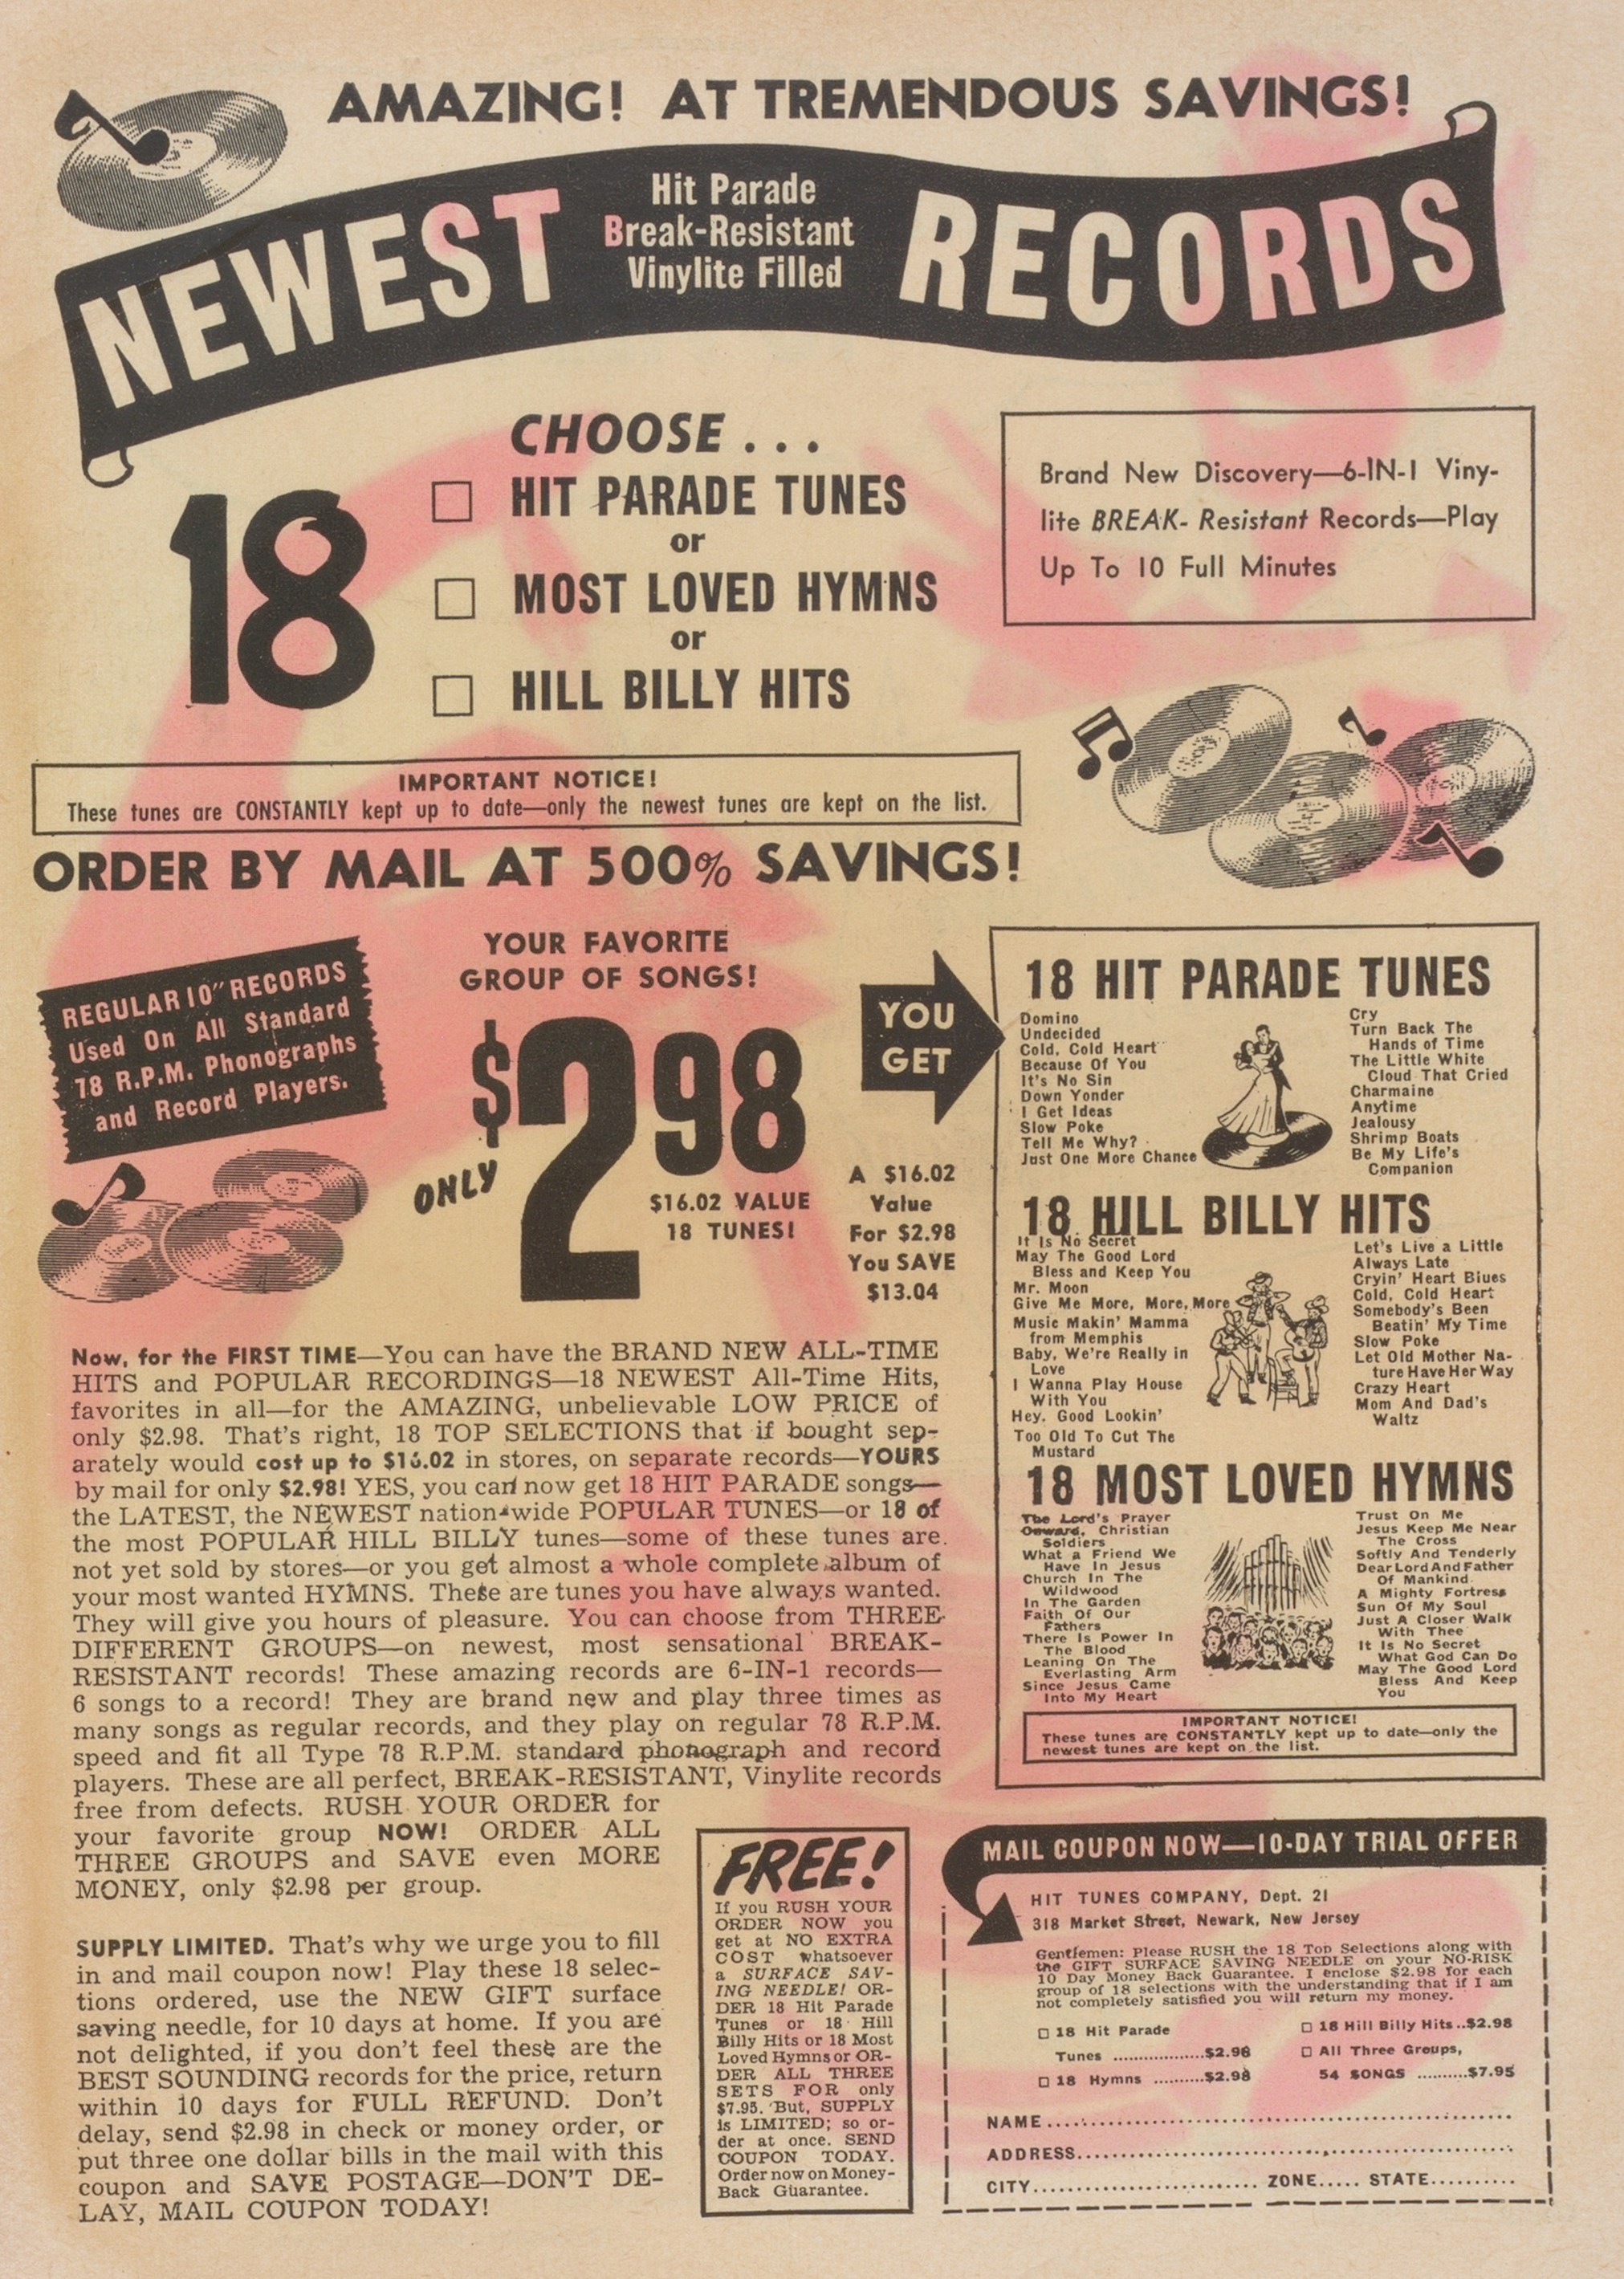 AMAZING! AT TREMENDOUS SAVINGS!
NEWEST
Hit Parade
Break-Resistant
Vinylite Filled
RECORDS
CHOOSE . . .
18
HIT PARADE TUNES
or
MOST LOVED HYMNS
or
HILL BILLY HITS
Brand New Discovery—6-IN-1 Viny-
lite BREAK- Resistant Records—Play
Up To 10 Full Minutes
IMPORTANT NOTICE!
These tunes are CONSTANTLY kept up to date—only the newest tunes are kept on the list.
ORDER BY MAIL AT 500% SAVINGS!
REGULAR 10" RECORDS
Used On All Standard
78 R.P.M. Phonographs
and Record Players.
YOUR FAVORITE
GROUP OF SONGS!
ONLY
$2.98
$16.02 VALUE
18 TUNES!
YOU
GET
A $16.02
Value
For $2.98
You SAVE
$13.04
18 HIT PARADE TUNES
Domino
Undecided
Cold, Cold Heart
Because Of You
It's No Sin
Down Yonder
I Get Ideas
Slow Poke
Tell Me Why?
Just One More Chance
Cry
Turn Back The
Hands of Time
The Little White
Cloud That Cried
Charmaine
Anytime
Jealousy
Shrimp Boats
Be My Life's
Companion
18 HILL BILLY HITS
It Is No Secret
May The Good Lord
Bless and Keep You
Mr. Moon
Give Me More, More, More
Music Makin' Mamma
from Memphis
Baby, We're Really in
Love
I Wanna Play House
With You
Hey, Good Lookin'
Too Old To Cut The
Mustard
Let's Live a Little
Always Late
Cryin' Heart Blues
Cold, Cold Heart
Somebody's Been
Beatin' My Time
Slow Poke
Let Old Mother Na-
ture Have Her Way
Crazy Heart
Mom And Dad's
Waltz
18 MOST LOVED HYMNS
The Lord's Prayer
Onward, Christian
Soldiers
What a Friend We
Have In Jesus
Church In The
Wildwood
In The Garden
Faith Of Our
Fathers
There Is Power In
The Blood
Leaning On The
Everlasting Arm
Since Jesus Came
Into My Heart
Trust On Me
Jesus Keep Me Near
The Cross
Softly And Tenderly
Dear Lord And Father
Of Mankind.
A Mighty Fortress
Sun Of My Soul
Just A Closer Walk
With Thee
It Is No Secret
What God Can Do
May The Good Lord
Bless And Keep
You
IMPORTANT NOTICE!
These tunes are CONSTANTLY kept up to date—only the
newest tunes are kept on the list.
Now, for the FIRST TIME—You can have the BRAND NEW ALL-TIME
HITS and POPULAR RECORDINGS—18 NEWEST All-Time Hits,
favorites in all—for the AMAZING, unbelievable LOW PRICE of
only $2.98. That's right, 18 TOP SELECTIONS that if bought sep-
arately would cost up to $16.02 in stores, on separate records—YOURS
by mail for only $2.98! YES, you can now get 18 HIT PARADE songs—
the LATEST, the NEWEST nation-wide POPULAR TUNES—or 18 of
the most POPULAR HILL BILLY tunes—some of these tunes are
not yet sold by stores—or you get almost a whole complete album of
your most wanted HYMNS. These are tunes you have always wanted.
They will give you hours of pleasure. You can choose from THREE
DIFFERENT GROUPS—on newest, most sensational BREAK-
RESISTANT records! These amazing records are 6-IN-1 records—
6 songs to a record! They are brand new and play three times as
many songs as regular records, and they play on regular 78 R.P.M.
speed and fit all Type 78 R.P.M. standard phonograph and record
players. These are all perfect, BREAK-RESISTANT, Vinylite records
free from defects. RUSH YOUR ORDER for
your favorite group NOW! ORDER ALL
THREE GROUPS and SAVE even MORE
MONEY, only $2.98 per group.
SUPPLY LIMITED. That's why we urge you to fill
in and mail coupon now! Play these 18 selec-
tions ordered, use the NEW GIFT surface
saving needle, for 10 days at home. If you are
not delighted, if you don't feel these are the
BEST SOUNDING records for the price, return
within 10 days for FULL REFUND. Don't
delay, send $2.98 in check or money order, or
put three one dollar bills in the mail with this
coupon and SAVE POSTAGE—DON'T DE-
LAY, MAIL COUPON TODAY!
FREE!
If you RUSH YOUR
ORDER NOW you
get at NO EXTRA
COST whatsoever
a SURFACE SAV-
ING NEEDLE! OR-
DER 18 Hit Parade
Tunes or 18 Hill
Billy Hits or 18 Most
Loved Hymns or OR-
DER ALL THREE
SETS FOR only
$7.95. But, SUPPLY
is LIMITED; so or-
der at once. SEND
COUPON TODAY.
Order now on Money-
Back Guarantee.
MAIL COUPON NOW—10-DAY TRIAL OFFER
HIT TUNES COMPANY, Dept. 21
318 Market Street, Newark, New Jersey
Gentlemen: Please RUSH the 18 Top Selections along with
the GIFT SURFACE SAVING NEEDLE on your NO-RISK
10 Day Money Back Guarantee. I enclose $2.98 for each
group of 18 selections with the understanding that if I am
not completely satisfied you will return my money.
18 Hit Parade
Tunes ..................$2.98
18 Hymns ..........$2.98
18 Hill Billy Hits..$2.98
All Three Groups,
54 SONGS ..........$7.95
NAME..........................................................
ADDRESS......................................................
CITY............................ ZONE..... STATE..........